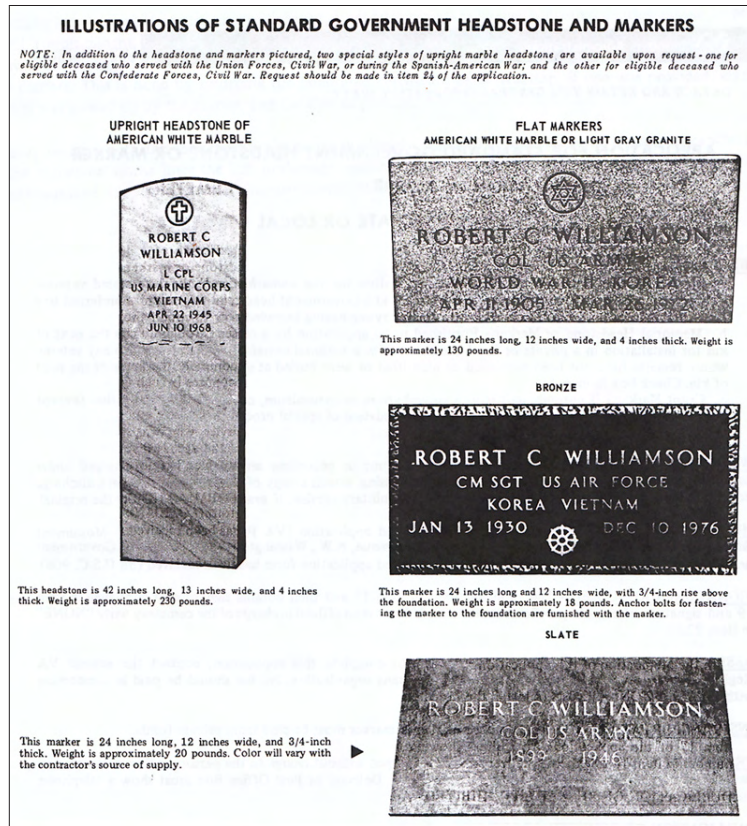 ILLUSTRATIONS OF STANDARD GOVERNMENT HEADSTONE AND MARKERS
NOTE: In addition to the headstone and markers pictured, two special styles of upright marble headstone are available upon request - one for
eligible deceased who served with the Union Forces, Civil War, or during the Spanish-American War; and the other for eligible deceased who
served with the Confederate Forces, Civil War. Request should be made in item 24 of the application.
UPRIGHT HEADSTONE OF
AMERICAN WHITE MARBLE
ROBERT C
WILLIAMSON
L CPL
US MARINE CORPS
VIETNAM
APR 22 1945
JUN 10 1968
This headstone is 42 inches long, 13 inches wide, and 4 inches
thick. Weight is approximately 230 pounds.
FLAT MARKERS
AMERICAN WHITE MARBLE OR LIGHT GRAY GRANITE
ROBERT C WILLIAMSON
COL US ARMY
WORLD WAR II KOREA
APR 11 1905 MAR 26
This marker is 24 inches long, 12 inches wide, and 4 inches thick. Weight is
approximately 130 pounds.
BRONZE
ROBERT C WILLIAMSON
CM SGT US AIR FORCE
KOREA VIETNAM
JAN 13 1930 DEC 10 1976
This marker is 24 inches long and 12 inches wide, with 3/4-inch rise above
the foundation. Weight is approximately 18 pounds. Anchor bolts for fasten-
ing the marker to the foundation are furnished with the marker.
SLATE
ROBERT C WILLIAMSON
COL US ARMY
1899 1946
This marker is 24 inches long, 12 inches wide, and 3/4-inch
thick. Weight is approximately 20 pounds. Color will vary with
the contractor's source of supply.